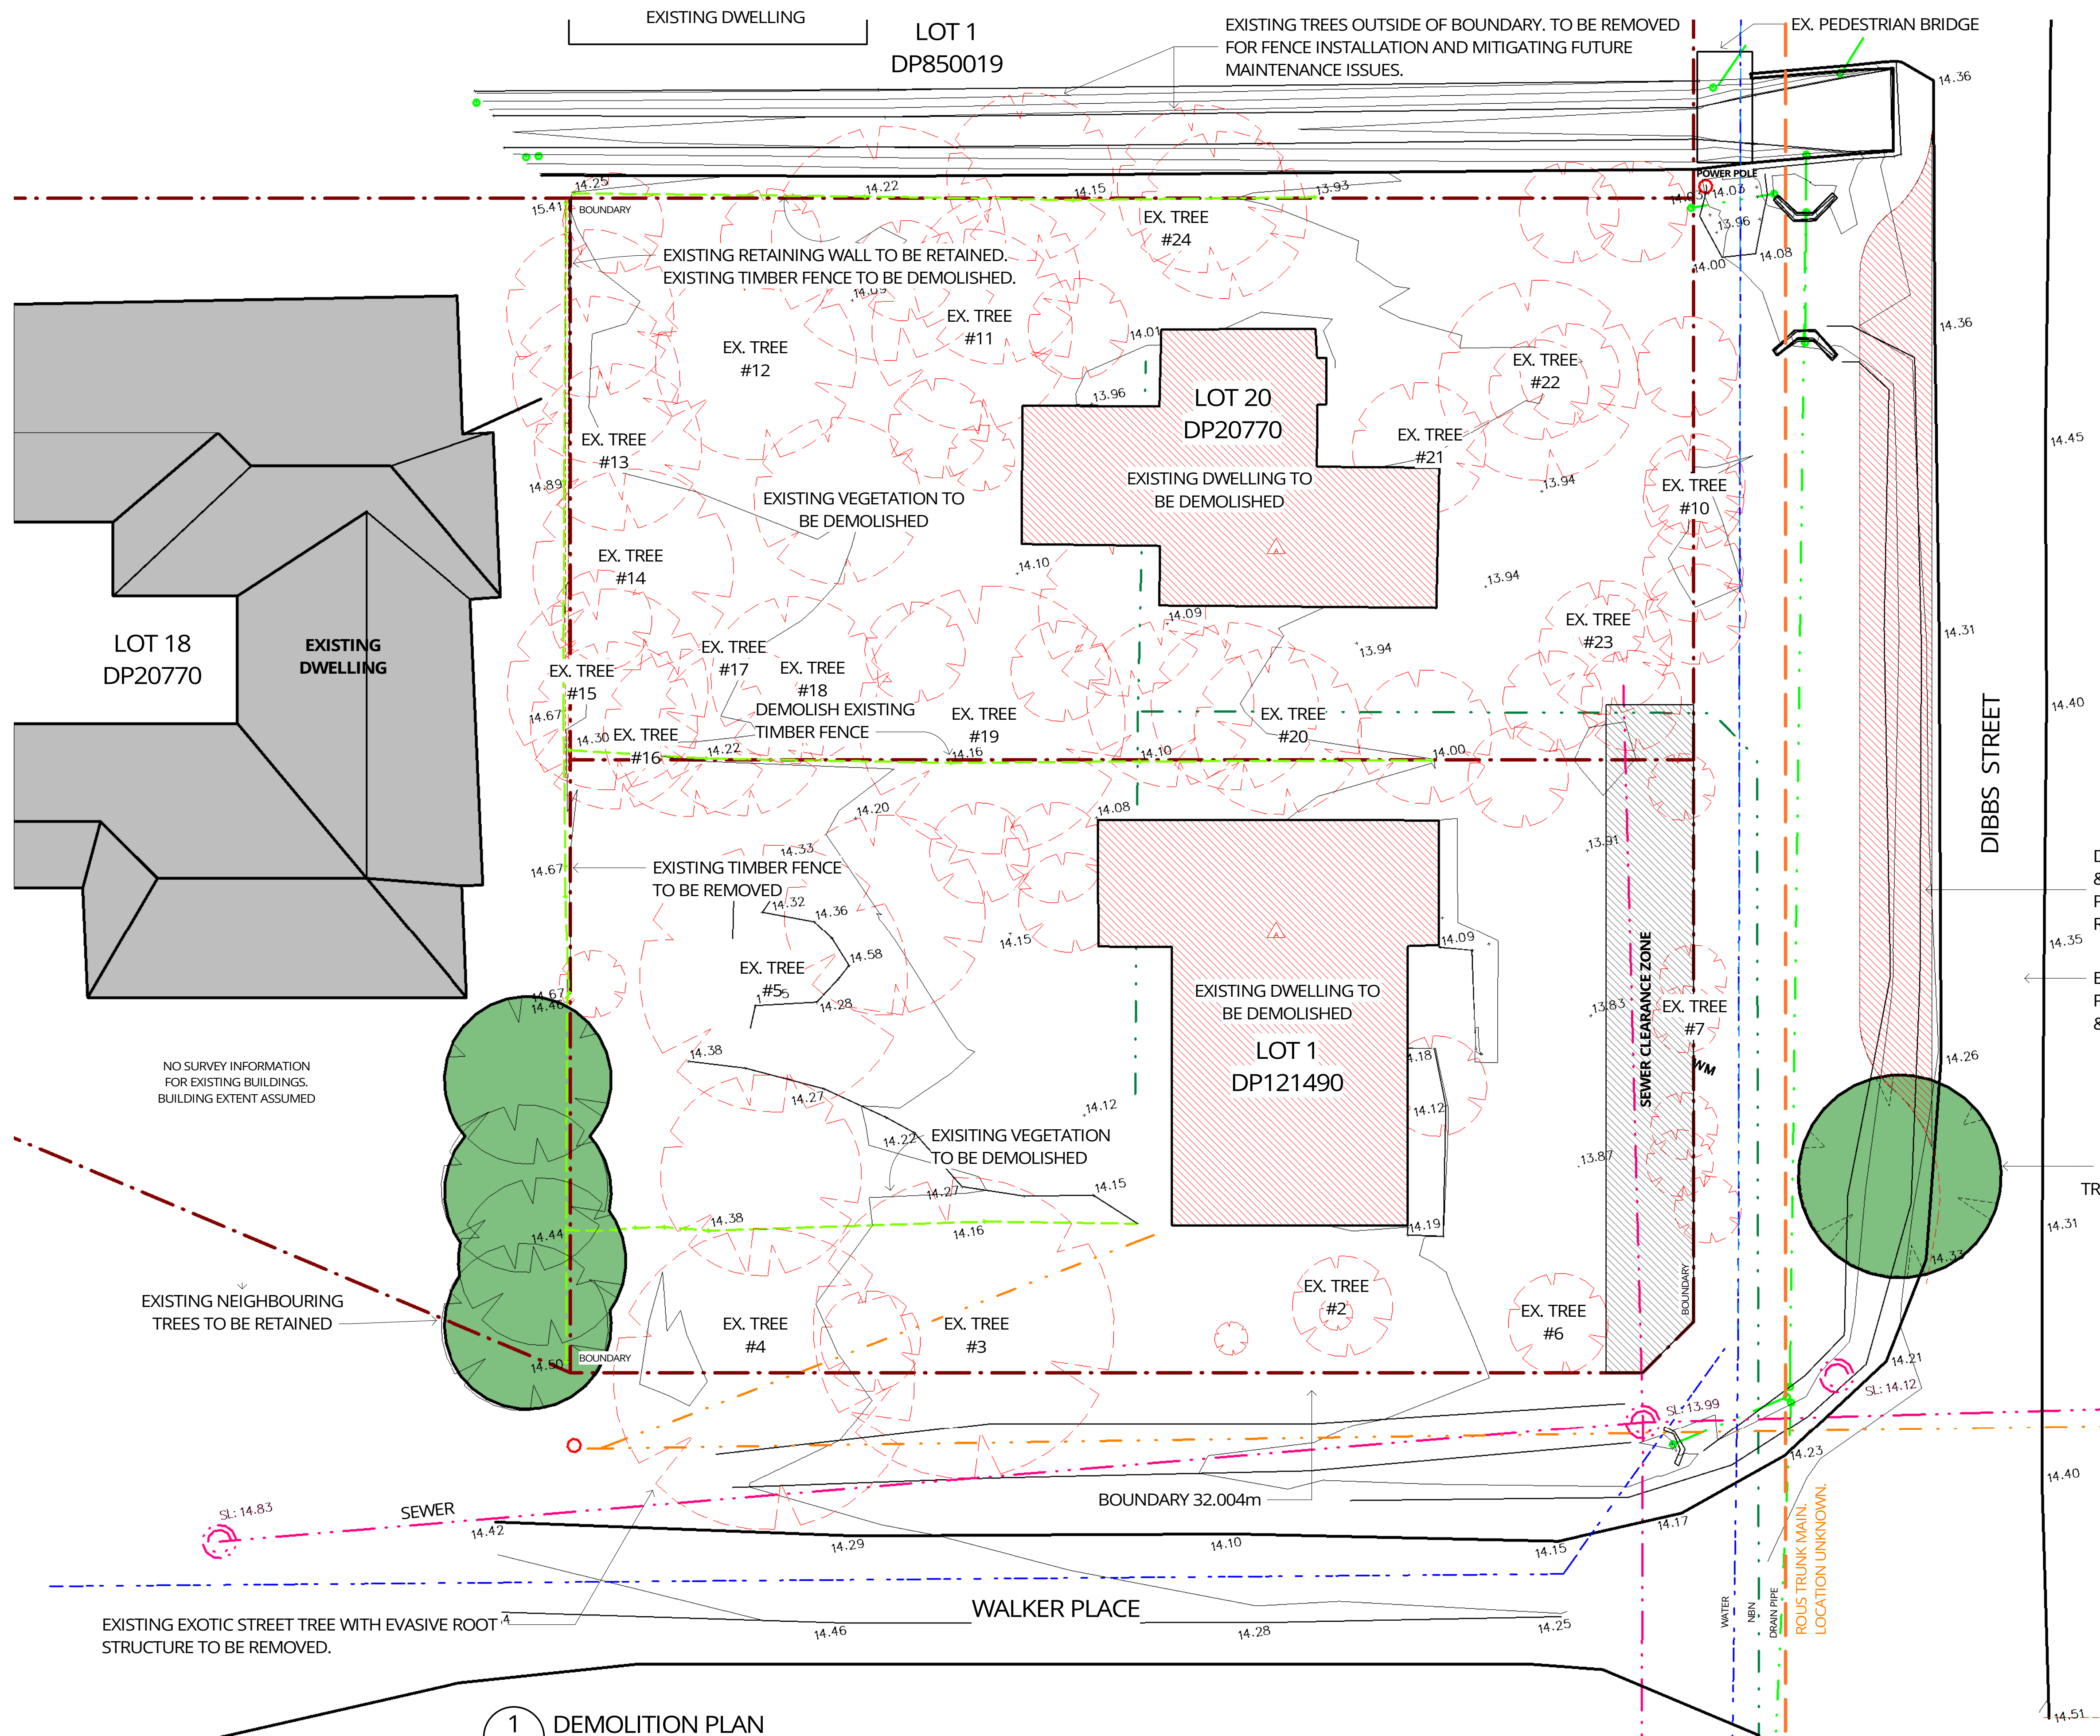 EXISTING DWELLING
LOT 1
DP850019
EXISTING TREES OUTSIDE OF BOUNDARY. TO BE REMOVED
FOR FENCE INSTALLATION AND MITIGATING FUTURE
MAINTENANCE ISSUES.
EX. PEDESTRIAN BRIDGE
14.36
POWER POLE
14.25
14.22
14.15
13.93
14.03
15.41
BOUNDARY
13.96
14.08
14.00
EX. TREE
#24
EXISTING RETAINING WALL TO BE RETAINED.
EXISTING TIMBER FENCE TO BE DEMOLISHED.
EX. TREE
#11
EX. TREE
#12
14.01
14.36
EX. TREE
#22
13.96
LOT 20
DP20770
EX. TREE
#13
EX. TREE
#21
14.45
14.89
EXISTING VEGETATION TO
BE DEMOLISHED
EXISTING DWELLING TO
BE DEMOLISHED
13.94
EX. TREE
#10
EX. TREE
#14
14.10
13.94
14.09
EX. TREE
#23
14.31
LOT 18
DP20770
EXISTING
DWELLING
EX. TREE
#15
EX. TREE
#17
EX. TREE
#18
13.94
14.67
DEMOLISH EXISTING
TIMBER FENCE
EX. TREE
#19
EX. TREE
#20
14.40
DIBBS STREET
14.30
EX. TREE
#16
14.22
14.16
14.10
14.00
14.20
14.08
14.33
13.91
14.67
EXISTING TIMBER FENCE
TO BE REMOVED
14.32
14.36
14.15
14.09
14.35
14.58
EX. TREE
#5
14.28
14.67
14.46
EXISTING DWELLING TO
BE DEMOLISHED
SEWER CLEARANCE ZONE
13.83
EX. TREE
#7
LOT 1
DP121490
14.38
14.18
WM
14.26
NO SURVEY INFORMATION
FOR EXISTING BUILDINGS.
BUILDING EXTENT ASSUMED
14.27
14.12
14.12
14.22
EXISITING VEGETATION
TO BE DEMOLISHED
13.87
14.27
14.15
TR
14.38
14.16
14.19
14.31
14.44
14.33
BOUNDARY
EXISTING NEIGHBOURING
TREES TO BE RETAINED
EX. TREE
#4
EX. TREE
#3
EX. TREE
#2
EX. TREE
#6
14.50
BOUNDARY
14.21
SL: 14.12
SL: 13.99
14.23
14.40
BOUNDARY 32.004m
SL: 14.83
SEWER
14.42
14.29
14.10
14.15
14.17
ROUS TRUNK MAIN.
LOCATION UNKNOWN.
WATER
NBN
DRAIN PIPE
WALKER PLACE
EXISTING EXOTIC STREET TREE WITH EVASIVE ROOT
STRUCTURE TO BE REMOVED.
14.46
14.28
14.25
14.51
1
DEMOLITION PLAN